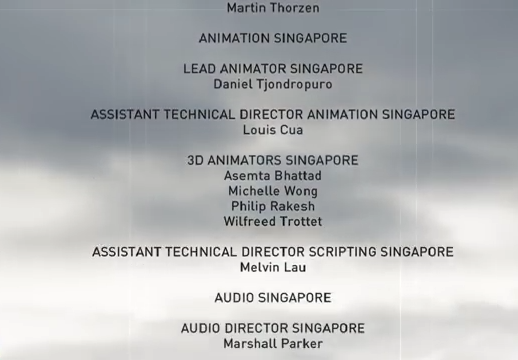 Martin Thorzen
ANIMATION SINGAPORE
LEAD ANIMATOR SINGAPORE
Daniel Tjondropuro
ASSISTANT TECHNICAL DIRECTOR ANIMATION SINGAPORE
Louis Cua
3D ANIMATORS SINGAPORE
Asemta Bhattad
Michelle Wong
Philip Rakesh
Wilfreed Trottet
ASSISTANT TECHNICAL DIRECTOR SCRIPTING SINGAPORE
Melvin Lau
AUDIO SINGAPORE
AUDIO DIRECTOR SINGAPORE
Marshall Parker